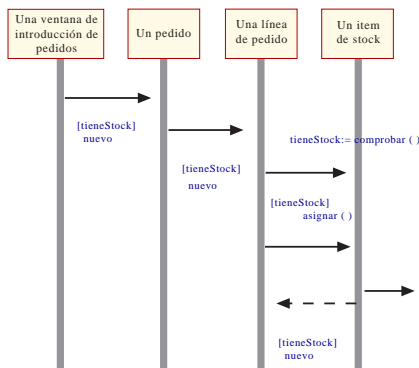 Una ventana de
introducción de
pedidos
Un pedido
Una línea
de pedido
Un item
de stock
[tieneStock]
nuevo
tieneStock:= comprobar ( )
[tieneStock]
nuevo
[tieneStock]
asignar ( )
[tieneStock]
nuevo